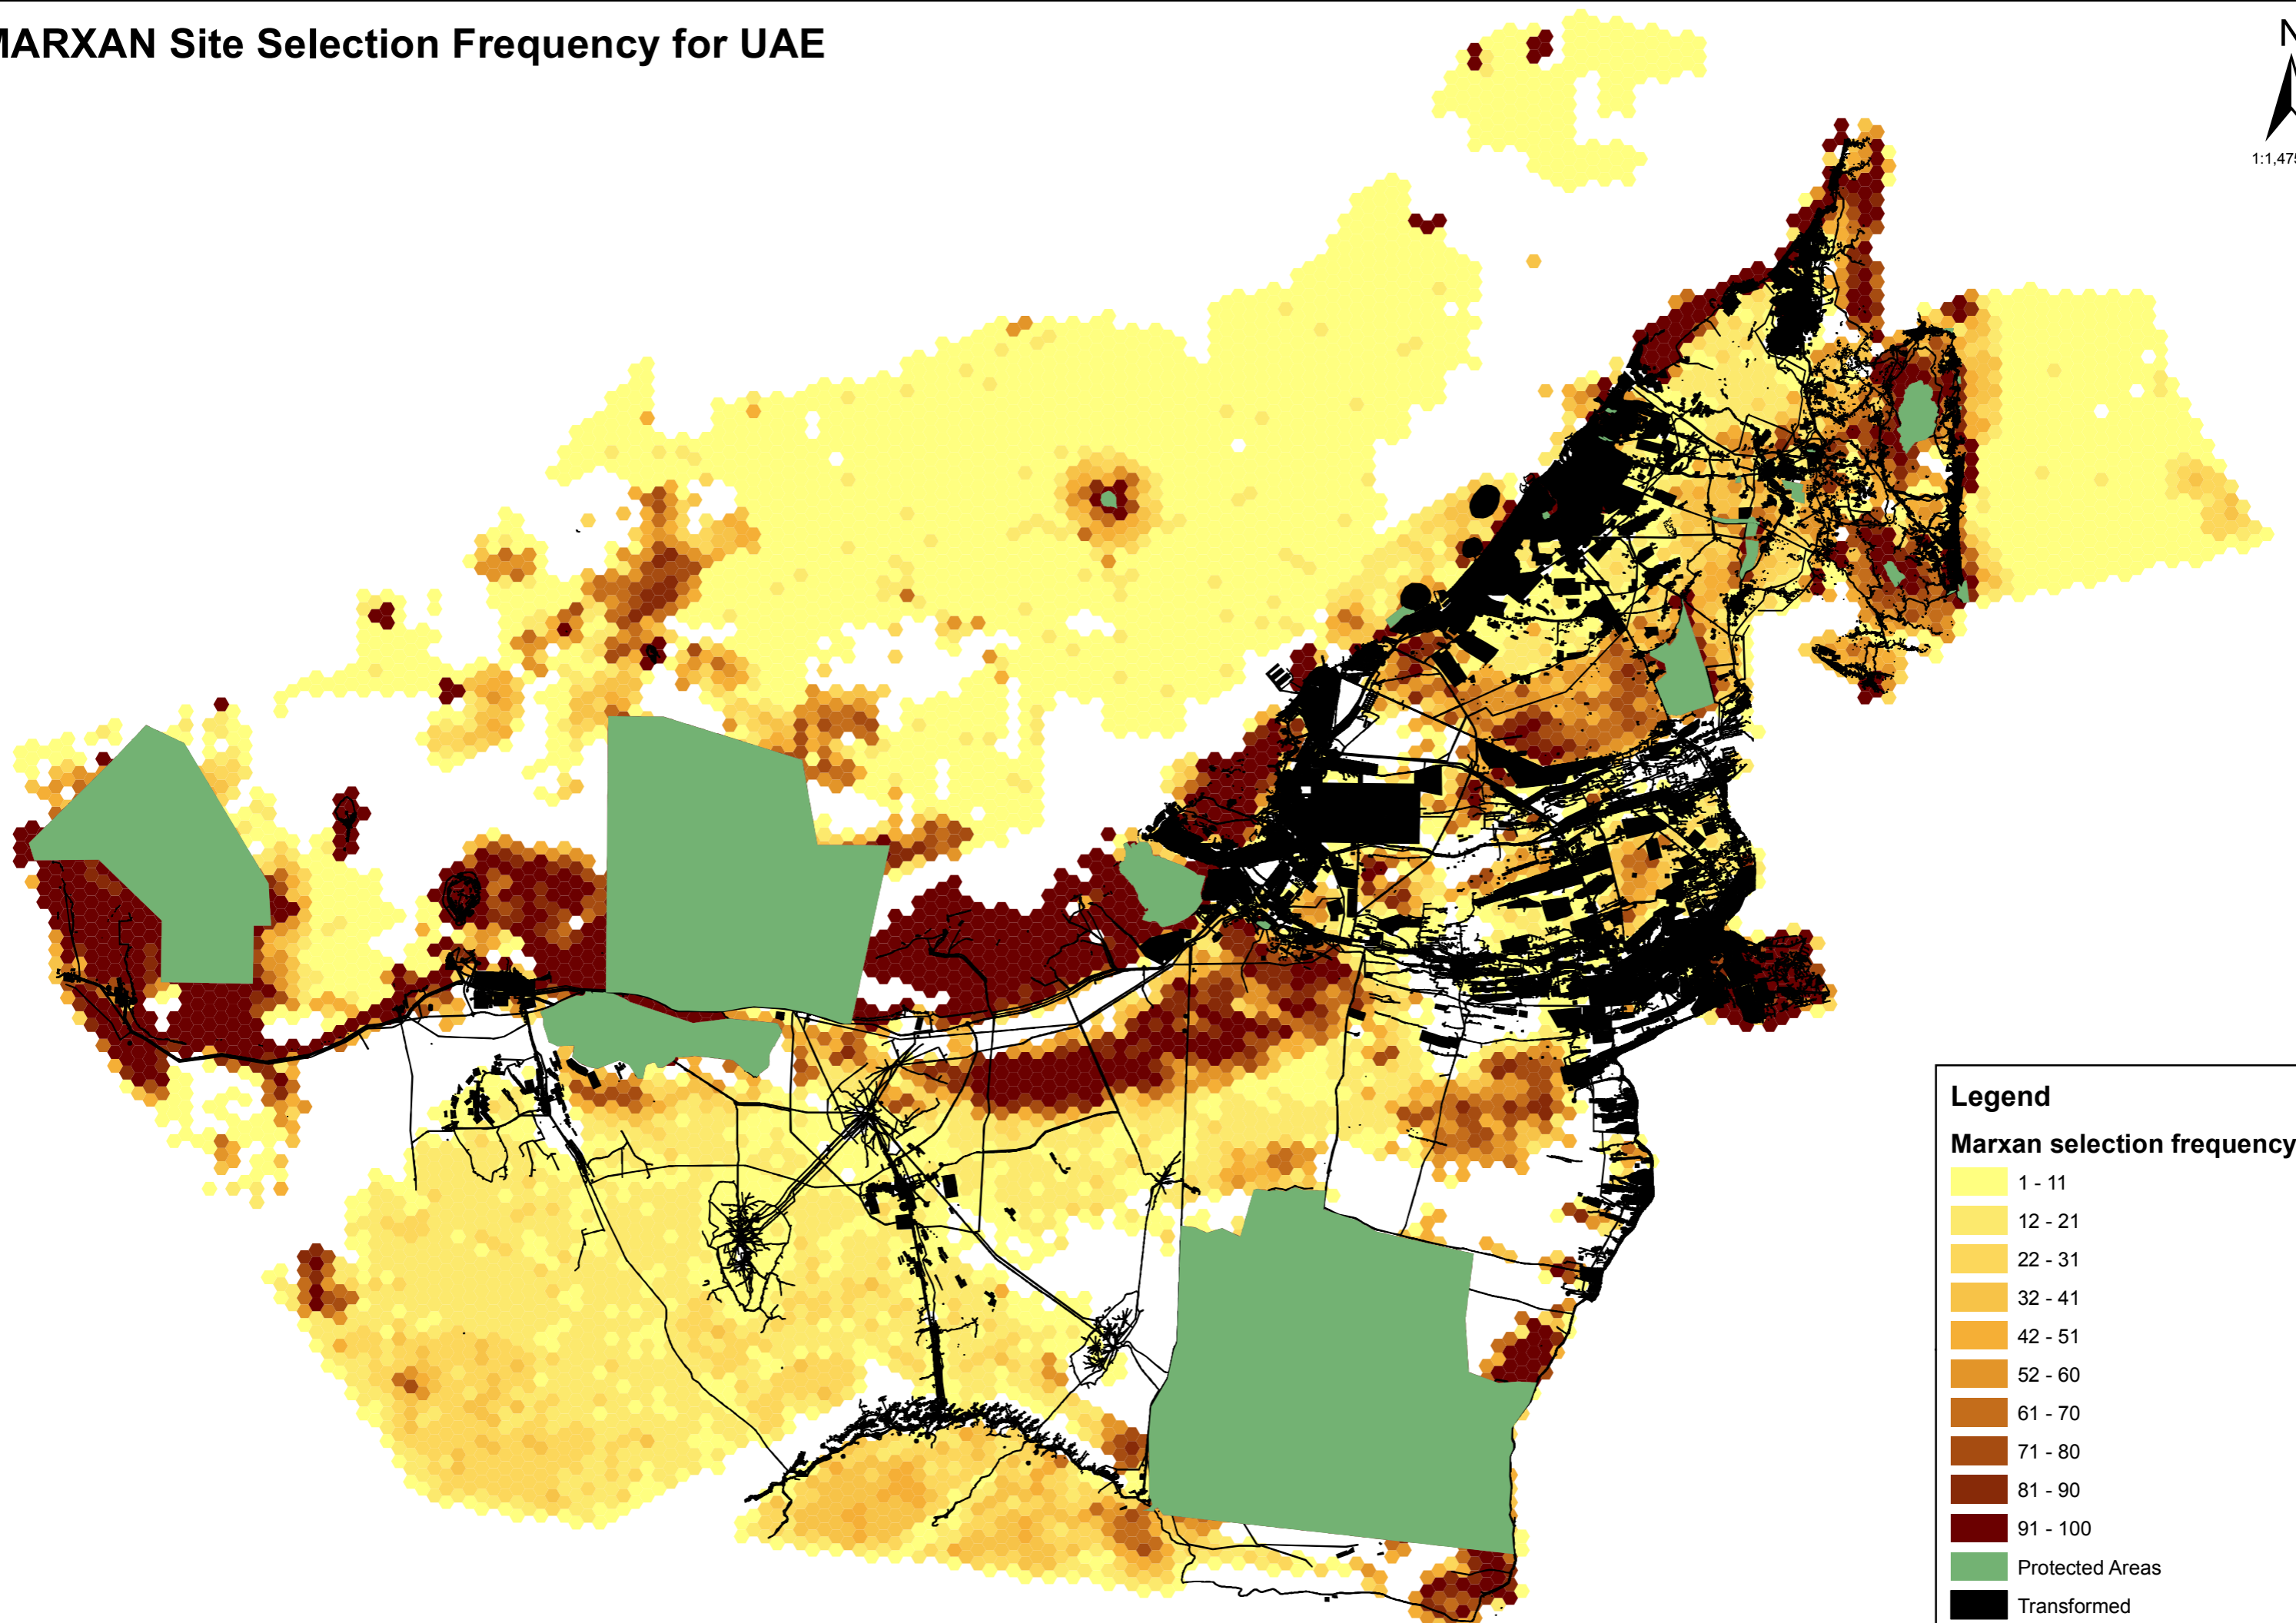 MARXAN Site Selection Frequency for UAE
N
Legend
Marxan selection frequency
1 - 11
12 - 21
22 - 31
32 - 41
42 - 51
52 - 60
61 - 70
71 - 80
81 - 90
91 - 100
Protected Areas
Transformed